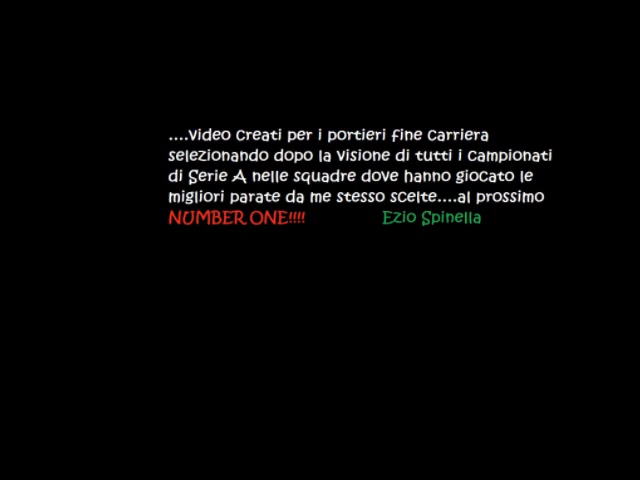 ....Video creati per i portieri fine carriera
selezionando dopo la visione di tutti i campionati
di Serie A nelle squadre dove hanno giocato le
migliori parate da me stesso scelte....al prossimo
NUMBER ONE!!!! Ezio Spinella